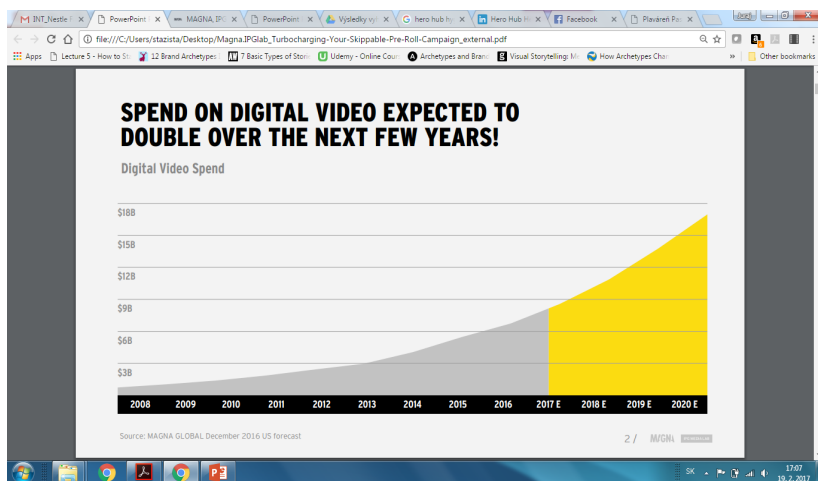 INT_Nestle F
PowerPoint
MAGNA.IPG
PowerPoint
Výsledky vy
hero hub hy
Hero Hub H
Facebook
Plaváreň Pa
file:///C:/Users/stazista/Desktop/Magna.IPGlab_Turbocharging-Your-Skippable-Pre-Roll-Campaign_external.pdf
Apps
Lecture 5 - How to St
12 Brand Archetypes
7 Basic Types of Stori
Udemy - Online Cour
Archetypes and Brand
Visual Storytelling: M
How Archetypes Char
»
Other bookmarks
SPEND ON DIGITAL VIDEO EXPECTED TO
DOUBLE OVER THE NEXT FEW YEARS!
Digital Video Spend
$18B
$15B
$12B
$9B
$6B
$3B
2008 2009 2010 2011 2012 2013 2014 2015 2016 2017 E 2018 E 2019 E 2020 E
Source: MAGNA GLOBAL December 2016 US forecast
2 / MAGNA
SK
17:07
19. 2. 2017